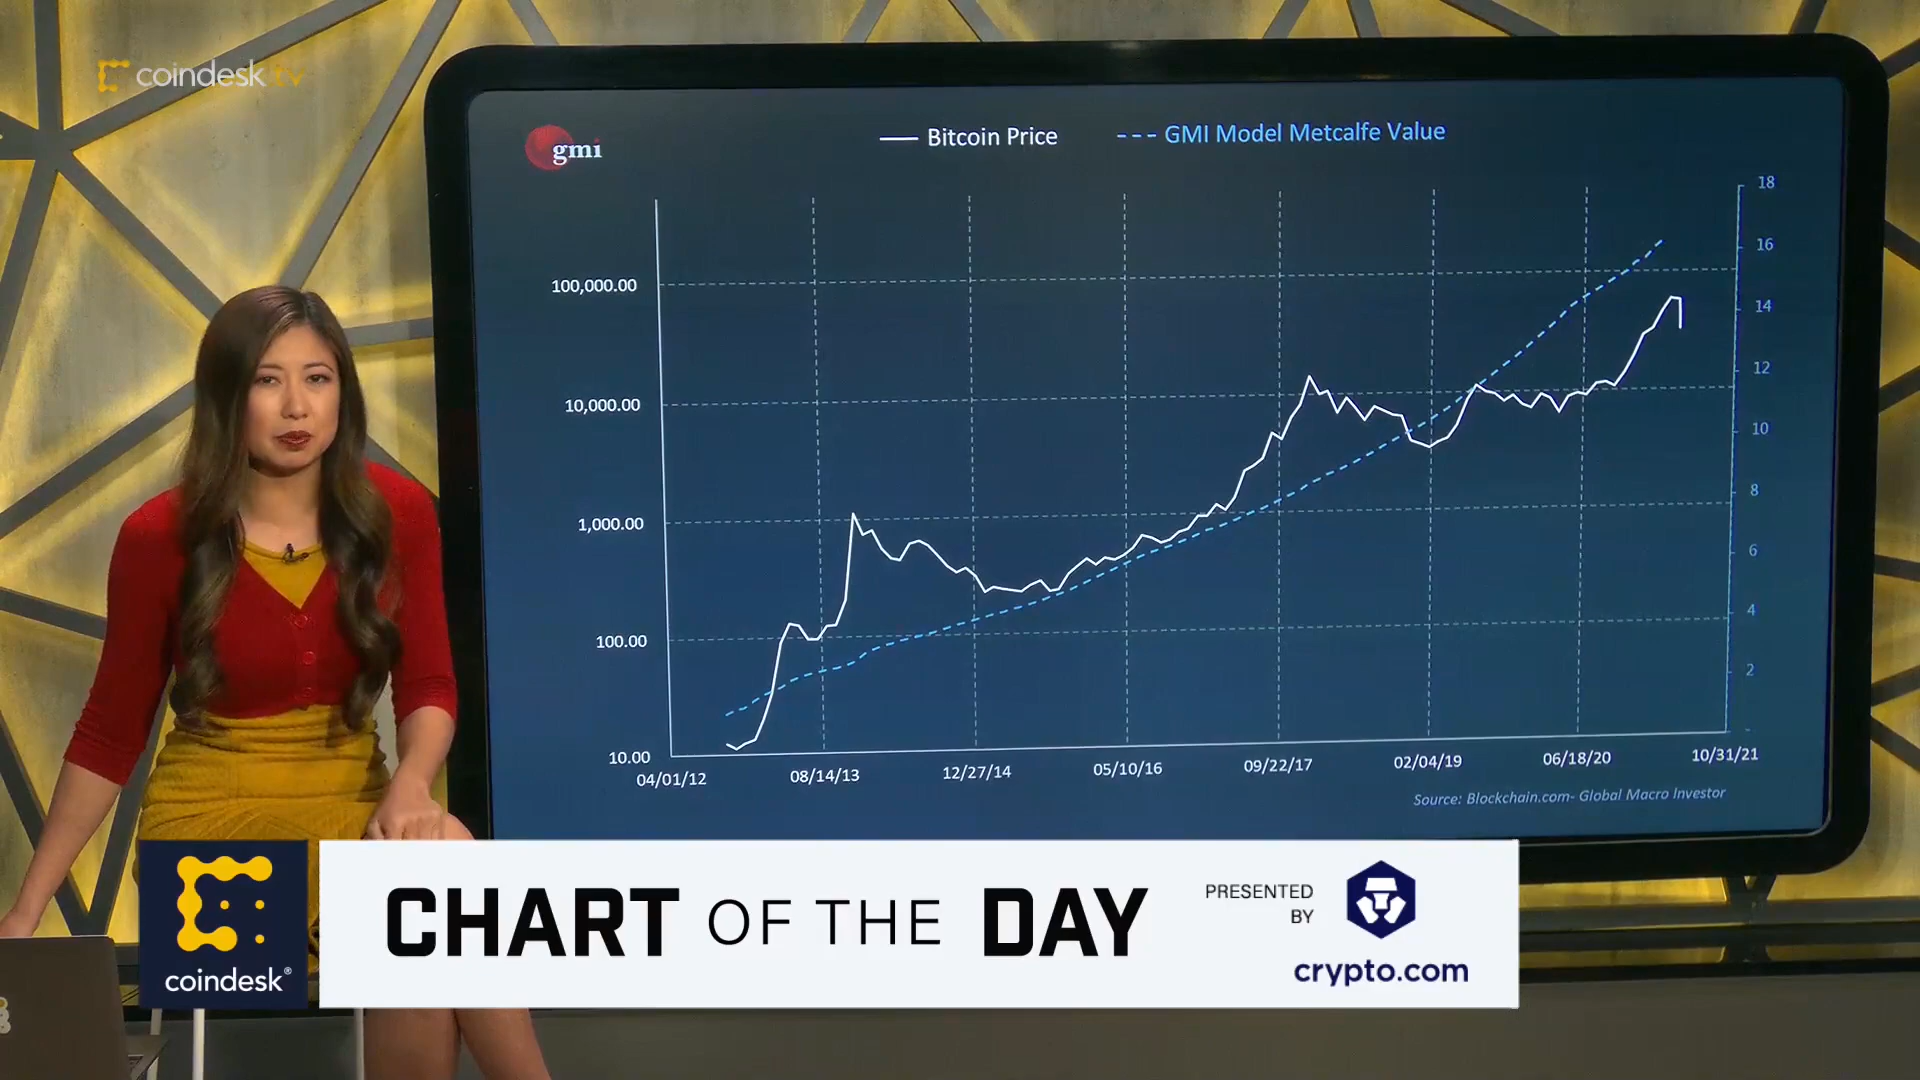 coindesk tv
gmi
Bitcoin Price
GMI Model Metcalfe Value
100,000.00
10,000.00
1,000.00
100.00
10.00
18
16
14
12
10
8
6
4
2
-
04/01/12
08/14/13
12/27/14
05/10/16
09/22/17
02/04/19
06/18/20
10/31/21
Source: Blockchain.com- Global Macro Investor
coindesk®
CHART OF THE DAY
PRESENTED
BY
crypto.com